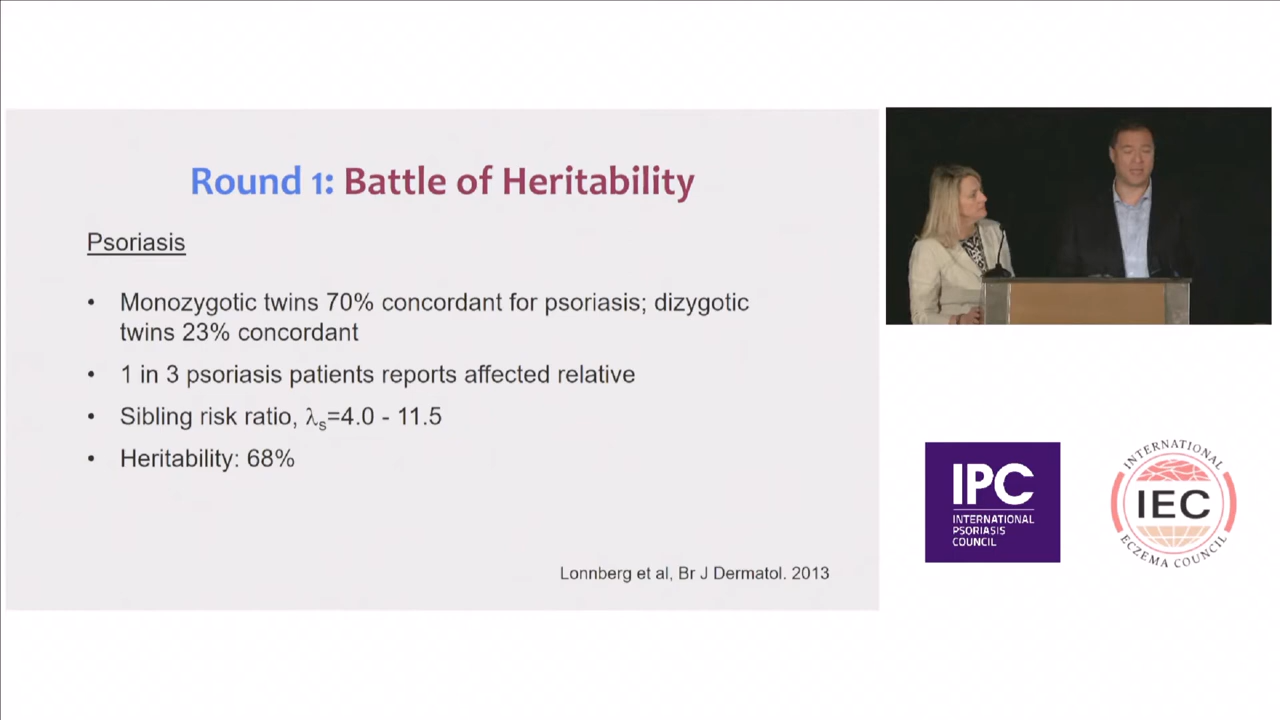 Round 1: Battle of Heritability
Psoriasis
• Monozygotic twins 70% concordant for psoriasis; dizygotic
twins 23% concordant
• 1 in 3 psoriasis patients reports affected relative
• Sibling risk ratio, λs=4.0 - 11.5
• Heritability: 68%
Lonnberg et al, Br J Dermatol. 2013
IPC
INTERNATIONAL
PSORIASIS
COUNCIL
INTERNATIONAL
IEC
ECZEMA COUNCIL